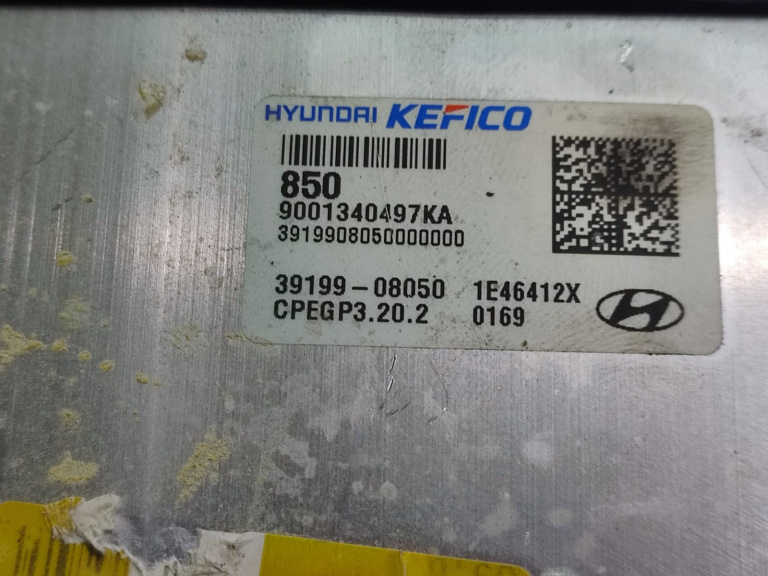 HYUNDAI KEFICO
850
9001340497KA
3919908050000000
39199-08050 1E46412X
CPEGP3.20.2 0169